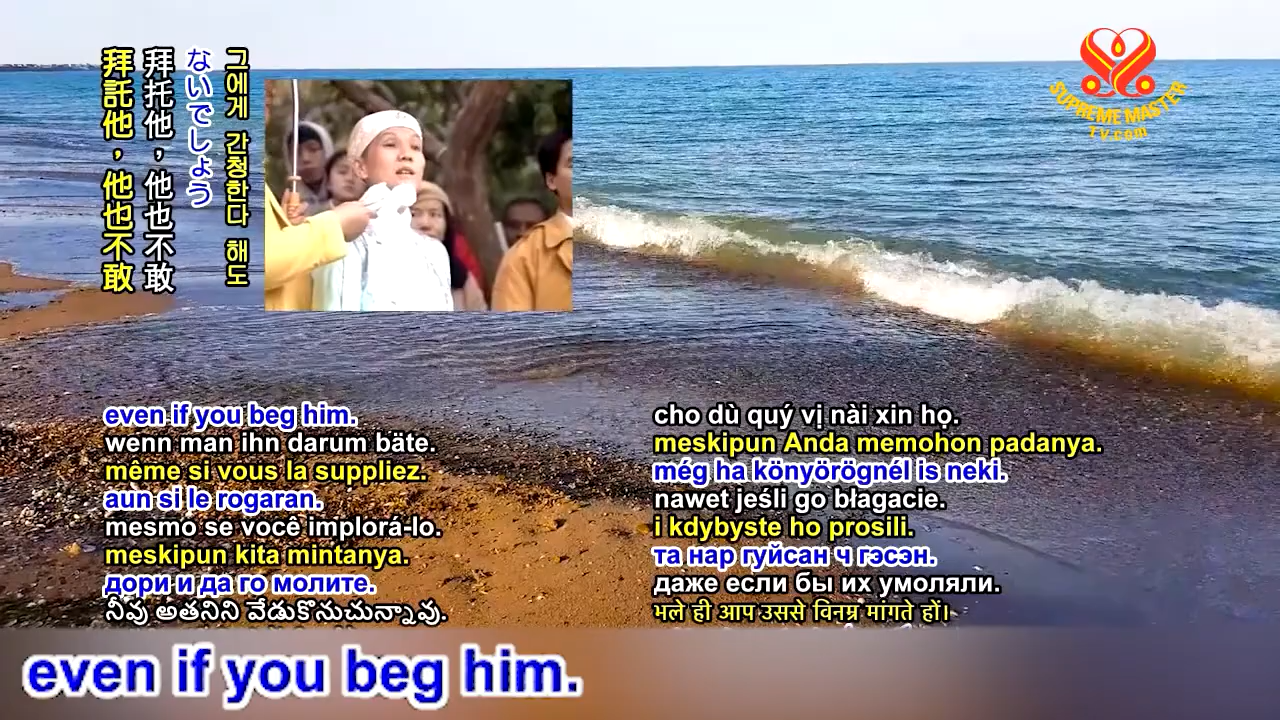 拜託他，他也不敢
拜托他，他也不敢
ないでしょう
그에게 간청한다 해도
SUPREME MASTER
TV.com
even if you beg him.
wenn man ihn darum bäte.
même si vous la suppliez.
aun si le rogaran.
mesmo se você implorá-lo.
meskipun kita mintanya.
дори и да го молите.
నీవు అతనిని వేడుకొనుచున్నావు.
cho dù quý vị nài xin họ.
meskipun Anda memohon padanya.
még ha könyörögnél is neki.
nawet jeśli go błagacie.
i kdybyste ho prosili.
та нар гуйсан ч гэсэн.
даже если бы их умоляли.
भले ही आप उससे विनम्र मांगते हों।
even if you beg him.